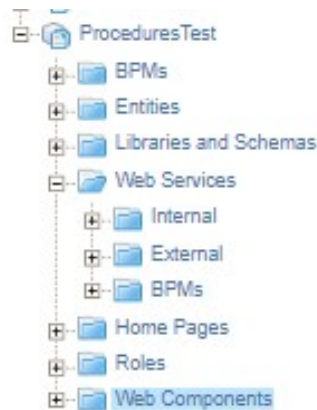 ProceduresTest
BPMs
Entities
Libraries and Schemas
Web Services
Internal
External
BPMs
Home Pages
Roles
Web Components